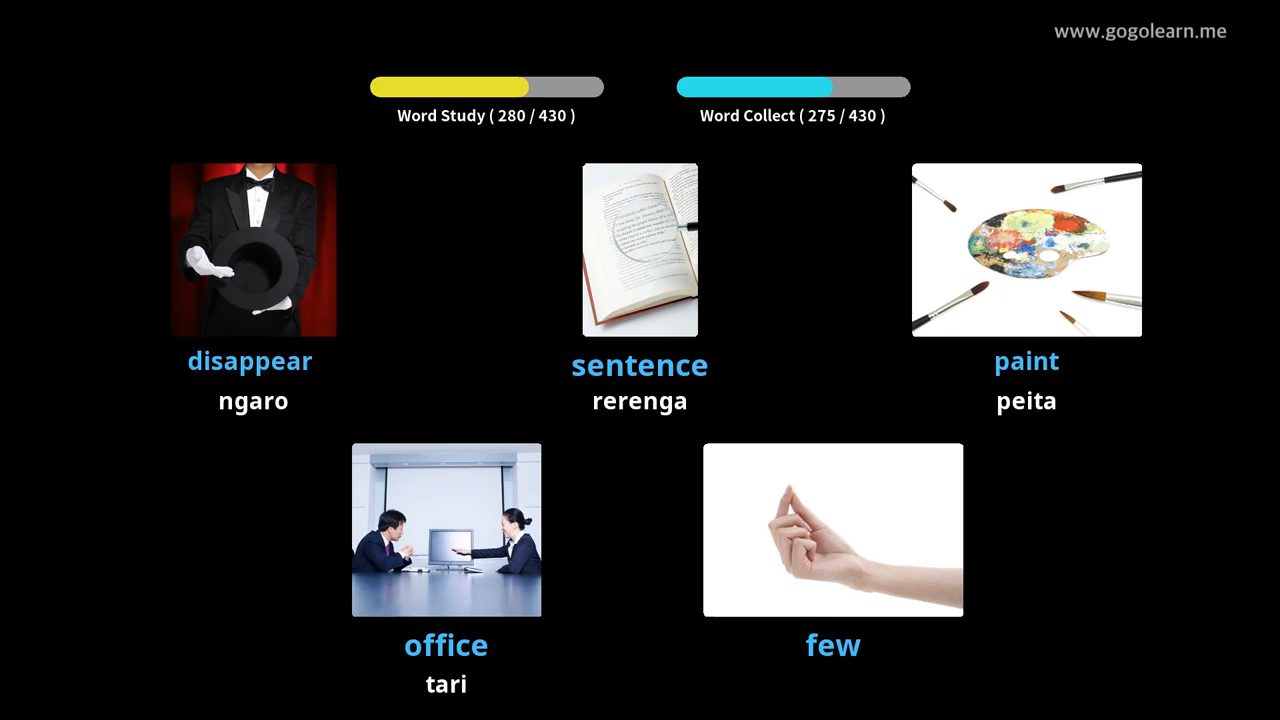 www.gogolearn.me
Word Study ( 280 / 430 )
Word Collect ( 275 / 430 )
disappear
ngaro
sentence
rerenga
paint
peita
office
tari
few